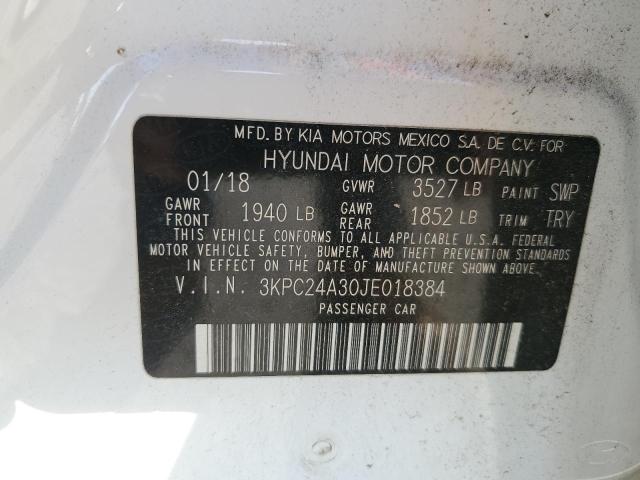 MFD. BY KIA MOTORS MEXICO S.A. DE C.V. FOR
HYUNDAI MOTOR COMPANY
01/18 GVWR 3527 LB PAINT SWP
GAWR FRONT 1940 LB GAWR REAR 1852 LB TRIM TRY
THIS VEHICLE CONFORMS TO ALL APPLICABLE U.S.A. FEDERAL
MOTOR VEHICLE SAFETY, BUMPER, AND THEFT PREVENTION STANDARDS
IN EFFECT ON THE DATE OF MANUFACTURE SHOWN ABOVE.
V.I.N. 3KPC24A30JE018384
PASSENGER CAR